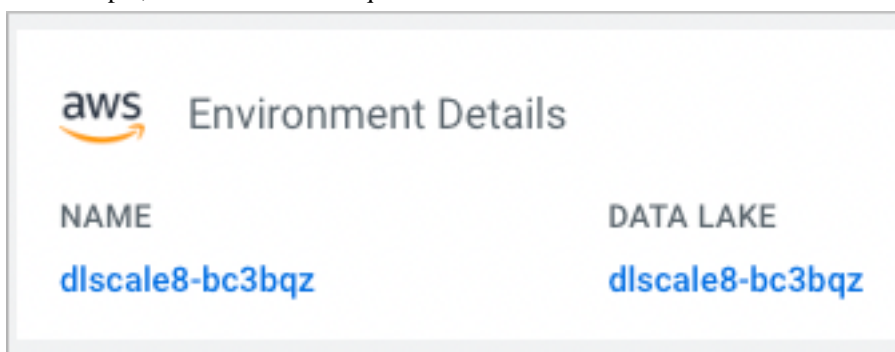 aws Environment Details
NAME DATA LAKE
dlscale8-bc3bqz dlscale8-bc3bqz